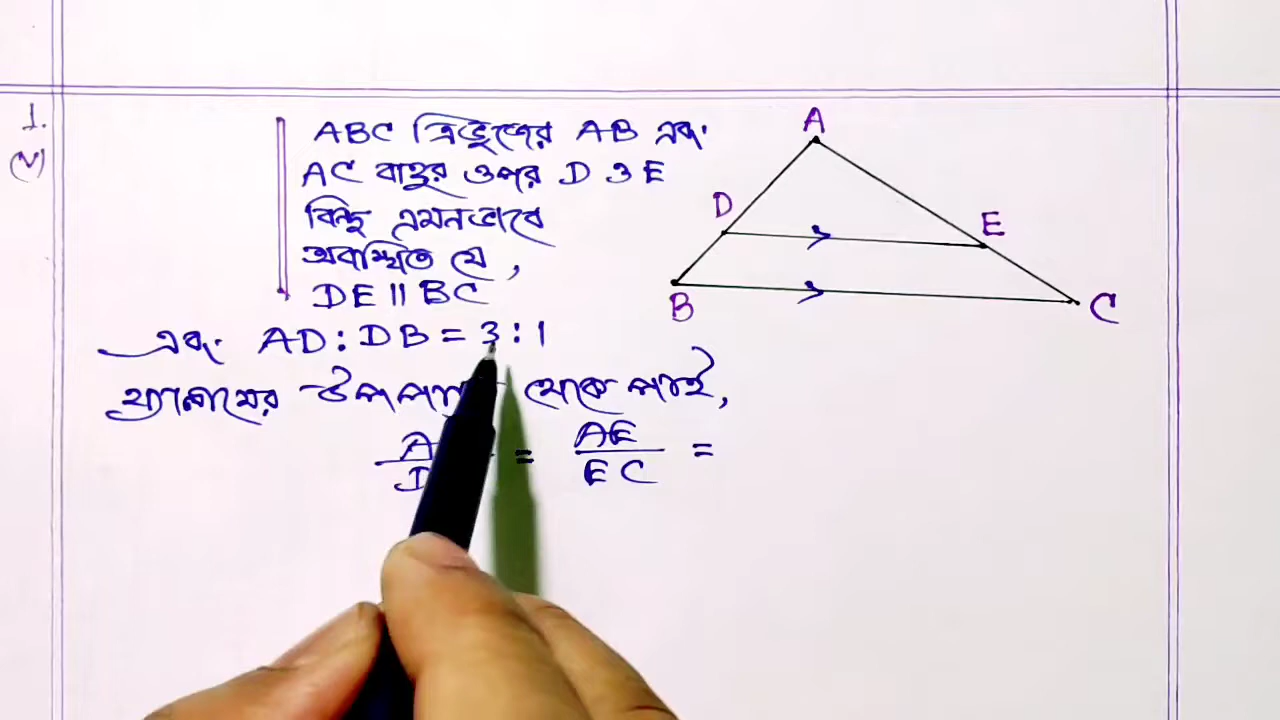 1.
(v)
ABC ত্রিভুজের AB এবং
AC বাহুর ওপর D ও E
বিন্দু এমনভাবে
অবস্থিত যে,
DE || BC
এবং AD : DB = 3 : 1
থ্যালেসের থেকে পাই,
= AE/EC =
A
D
E
B
C